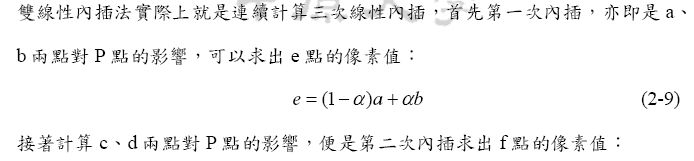 雙線性內插法實際上就是連續計算三次線性內插，首先第一次內插，亦即是 a、
b 兩點對 P 點的影響，可以求出 e 點的像素值：
e = (1−α)a + αb (2-9)
接著計算 c、d 兩點對 P 點的影響，便是第二次內插求出 f 點的像素值：